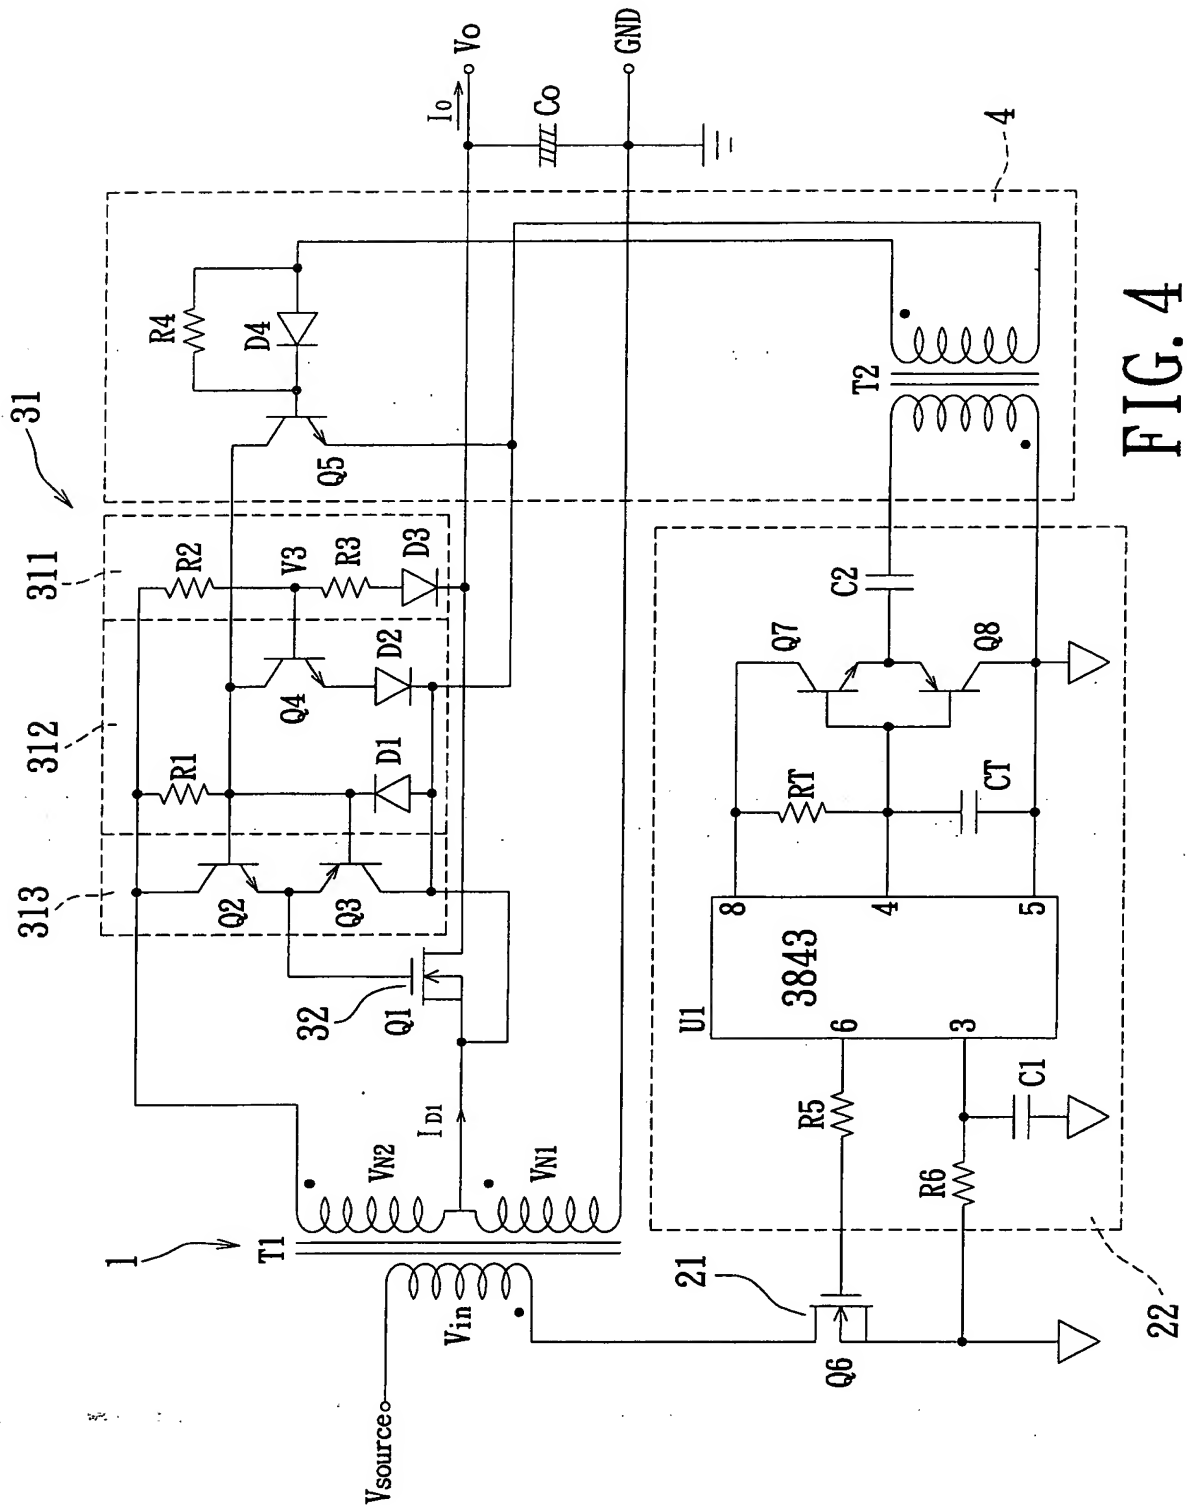 31
R4
D4
Q5
Io
Vo
Co
GND
4
311
R2
V3
R3
D3
312
Q4
D2
R1
D1
313
Q2
Q3
32
Q1
ID1
1
T1
VN2
VN1
Vin
Vsource
T2
C2
Q7
Q8
RT
CT
8
4
5
3843
U1
6
3
R5
C1
R6
21
Q6
22
FIG. 4